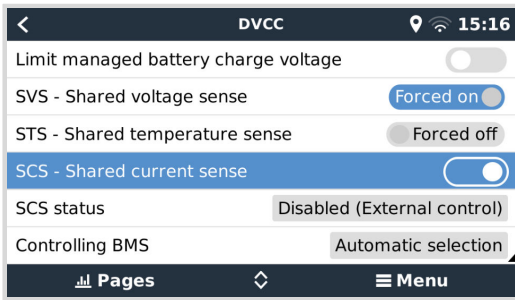 DVCC 15:16
Limit managed battery charge voltage
SVS - Shared voltage sense Forced on
STS - Shared temperature sense Forced off
SCS - Shared current sense
SCS status Disabled (External control)
Controlling BMS Automatic selection
Pages Menu